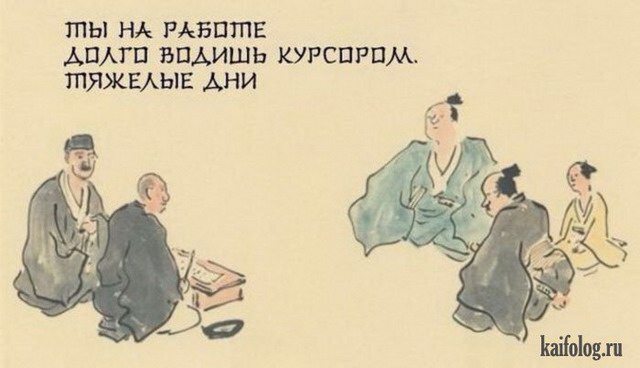 ТЫ НА РАБОТЕ
ДОЛГО ВОДИШЬ КУРСОРОМ.
ТЯЖЕЛЫЕ ДНИ
kaifolog.ru